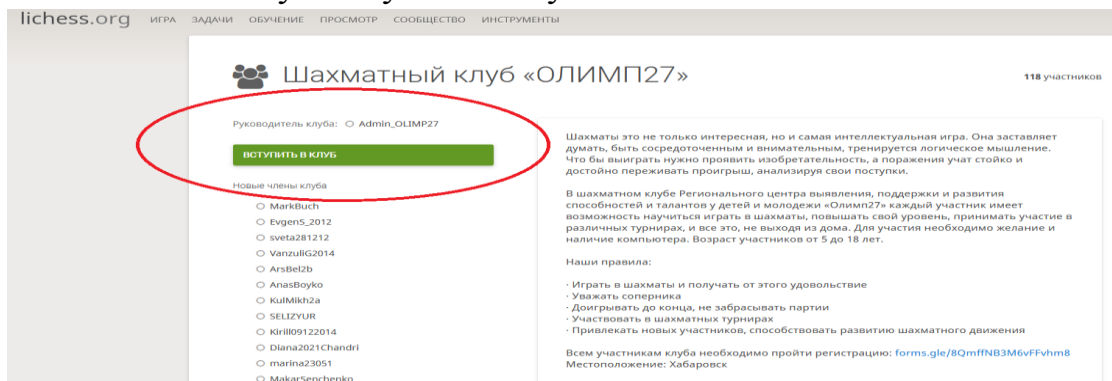 lichess.org ИГРА ЗАДАЧИ ОБУЧЕНИЕ ПРОСМОТР СООБЩЕСТВО ИНСТРУМЕНТЫ
Шахматный клуб «ОЛИМП27»
118 участников
Руководитель клуба: Admin_OLIMP27
ВСТУПИТЬ В КЛУБ
Новые члены клуба
MarkBuch
EvgenS_2012
sveta281212
VanzuliG2014
ArsBel2b
AnasBoyko
KulMikh2a
SELIZYUR
Kirill09122014
Diana2021Chandri
marina23051
MakarSenchenko
Шахматы это не только интересная, но и самая интеллектуальная игра. Она заставляет
думать, быть сосредоточенным и внимательным, тренируется логическое мышление.
Что бы выиграть нужно проявить изобретательность, а поражения учат стойко и
достойно переживать проигрыш, анализируя свои поступки.
В шахматном клубе Регионального центра выявления, поддержки и развития
способностей и талантов у детей и молодежи «Олимп27» каждый участник имеет
возможность научиться играть в шахматы, повышать свой уровень, принимать участие в
различных турнирах, и все это, не выходя из дома. Для участия необходимо желание и
наличие компьютера. Возраст участников от 5 до 18 лет.
Наши правила:
· Играть в шахматы и получать от этого удовольствие
· Уважать соперника
· Доигрывать до конца, не забрасывать партии
· Участвовать в шахматных турнирах
· Привлекать новых участников, способствовать развитию шахматного движения
Всем участникам клуба необходимо пройти регистрацию: forms.gle/8QmffNB3M6vFFvhm8
Местоположение: Хабаровск